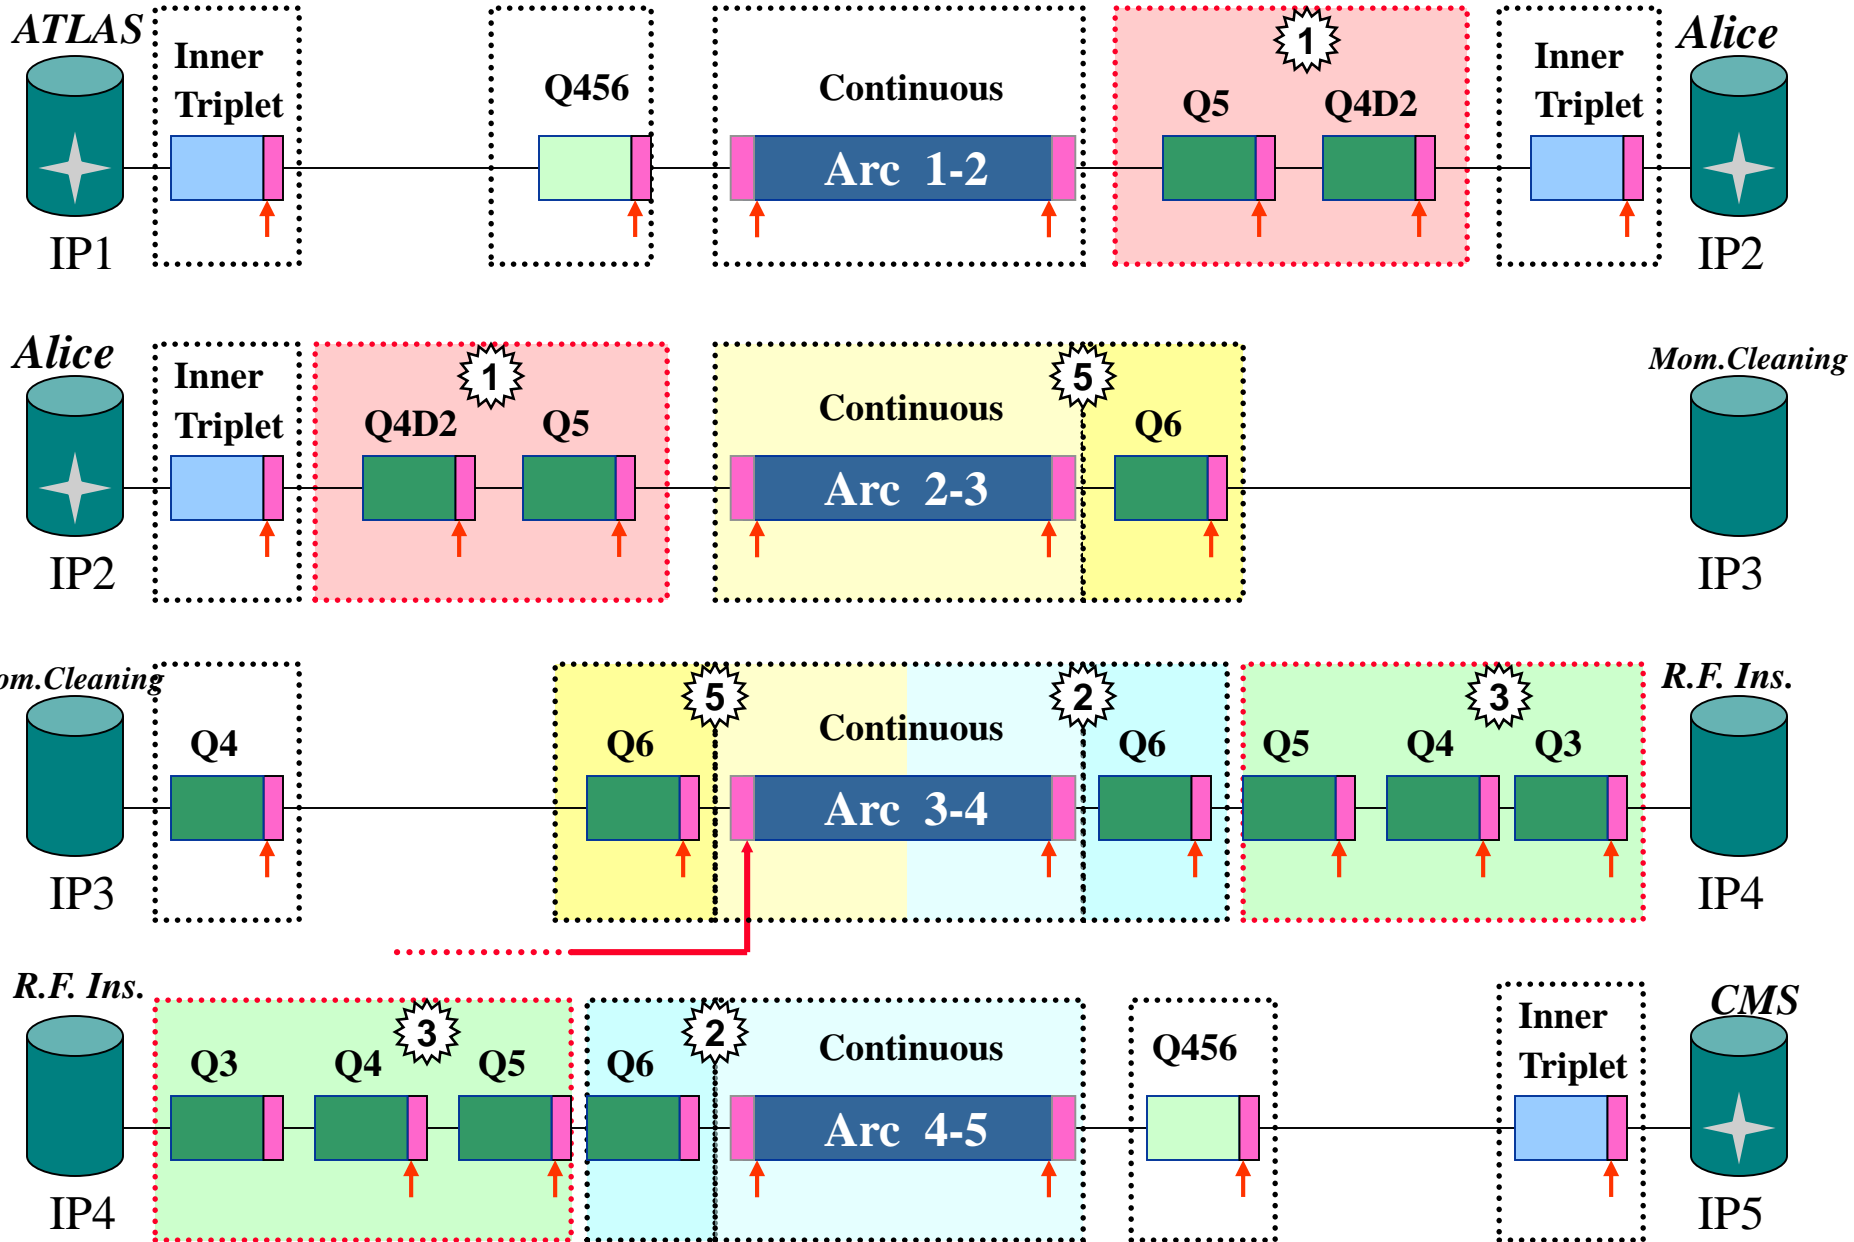 ATLAS
Inner
Triplet
Q456
Continuous
Arc 1-2
1
Q5
Q4D2
Inner
Triplet
Alice
IP1
IP2
Alice
Inner
Triplet
1
Q4D2
Q5
Continuous
Arc 2-3
5
Q6
Mom.Cleaning
IP2
IP3
om.Cleaning
Q4
5
Q6
Continuous
Arc 3-4
2
Q6
3
Q5
Q4
Q3
R.F. Ins.
IP3
IP4
R.F. Ins.
3
Q3
Q4
Q5
Q6
2
Continuous
Arc 4-5
Q456
Inner
Triplet
CMS
IP4
IP5